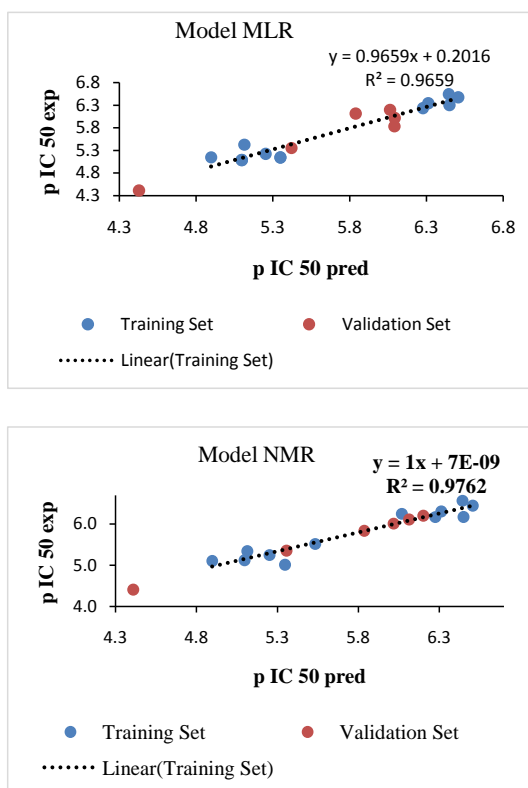 Model MLR
y = 0.9659x + 0.2016
R² = 0.9659
6.8
6.3
5.8
5.3
4.8
4.3
4.3 4.8 5.3 5.8 6.3 6.8
p IC 50 exp
p IC 50 pred
Training Set Validation Set
Linear(Training Set)
Model NMR
y = 1x + 7E-09
R² = 0.9762
6.0
5.0
4.0
4.3 5.3 6.3
p IC 50 exp
p IC 50 pred
Training Set Validation Set
Linear(Training Set)